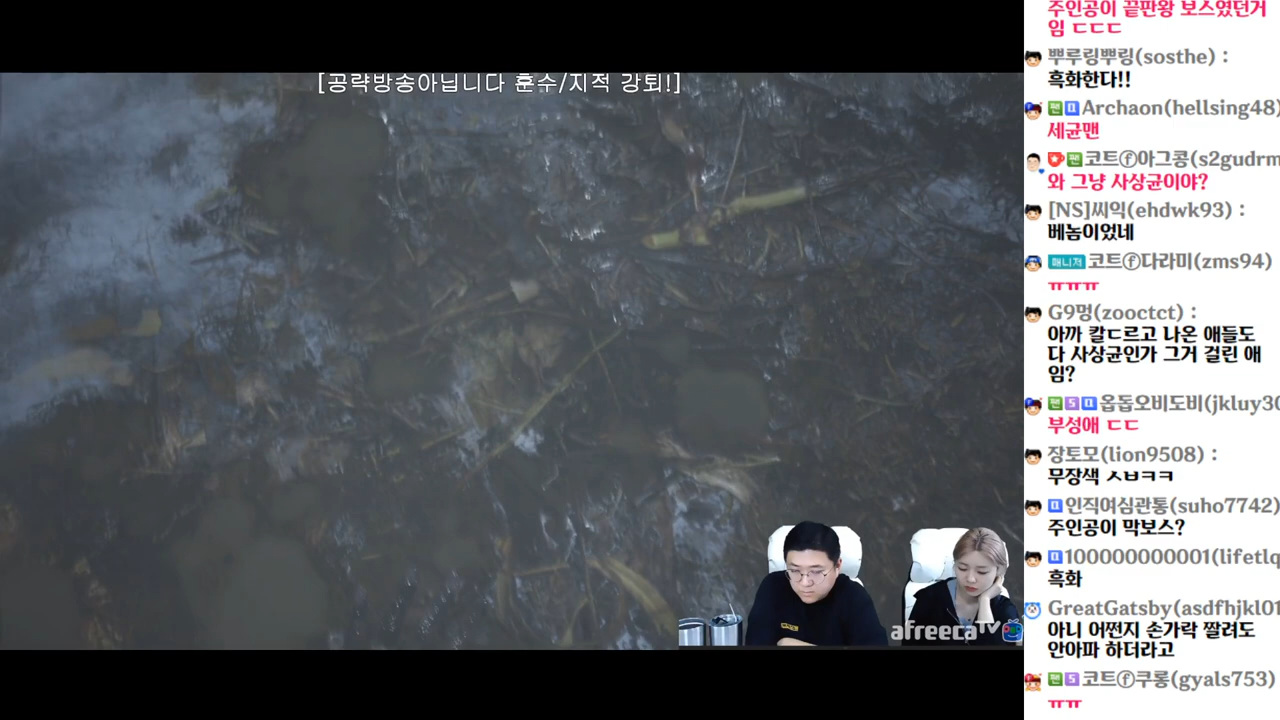 [공략방송아닙니다 훈수/지적 강퇴!]
주인공이 끝판왕 보스였던거
임 ㄷㄷㄷ
뿌루링뿌링(sosthe) :
흑화한다!!
팬 Archaon(hellsing48)
세균맨
팬 코트ⓕ아그콩(s2gudrm
와 그냥 사상균이야?
[NS]씨익(ehdwk93) :
베놈이었네
매니저 코트ⓕ다라미(zms94)
ㅠㅠㅠ
G9멍(zooctct) :
아까 칼ㄷ르고 나온 애들도
다 사상균인가 그거 걸린 애
임?
팬 S 옵돕오비도비(jkluy30
부성애 ㄷㄷ
장토모(lion9508) :
무장색 ㅅㅂㅋㅋ
인직여심관통(suho7742)
주인공이 막보스?
100000000001(lifetlq
흑화
GreatGatsby(asdfhjkl01
아니 어쩐지 손가락 짤려도
안아파 하더라고
팬 S 코트ⓕ쿠롱(gyals753)
ㅠㅠ
afreecaTV